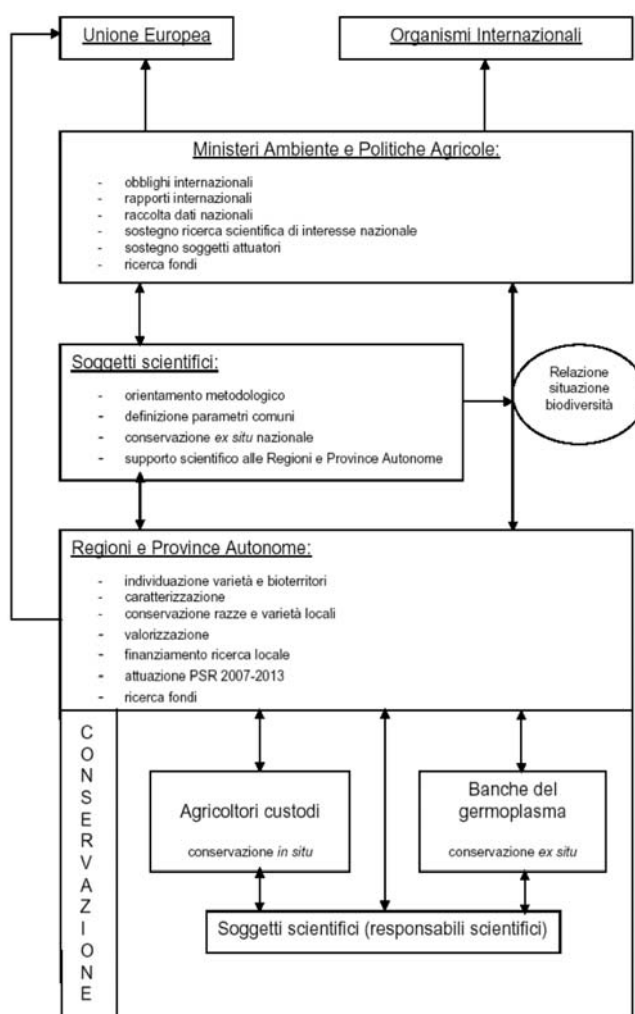 Unione Europea
Organismi Internazionali
Ministeri Ambiente e Politiche Agricole:
- obblighi internazionali
- rapporti internazionali
- raccolta dati nazionali
- sostegno ricerca scientifica di interesse nazionale
- sostegno soggetti attuatori
- ricerca fondi
Soggetti scientifici:
- orientamento metodologico
- definizione parametri comuni
- conservazione ex situ nazionale
- supporto scientifico alle Regioni e Province Autonome
Relazione
situazione
biodiversità
Regioni e Province Autonome:
- individuazione varietà e bioterritori
- caratterizzazione
- conservazione razze e varietà locali
- valorizzazione
- finanziamento ricerca locale
- attuazione PSR 2007-2013
- ricerca fondi
CONSERVAZIONE
Agricoltori custodi
conservazione in situ
Banche del
germoplasma
conservazione ex situ
Soggetti scientifici (responsabili scientifici)